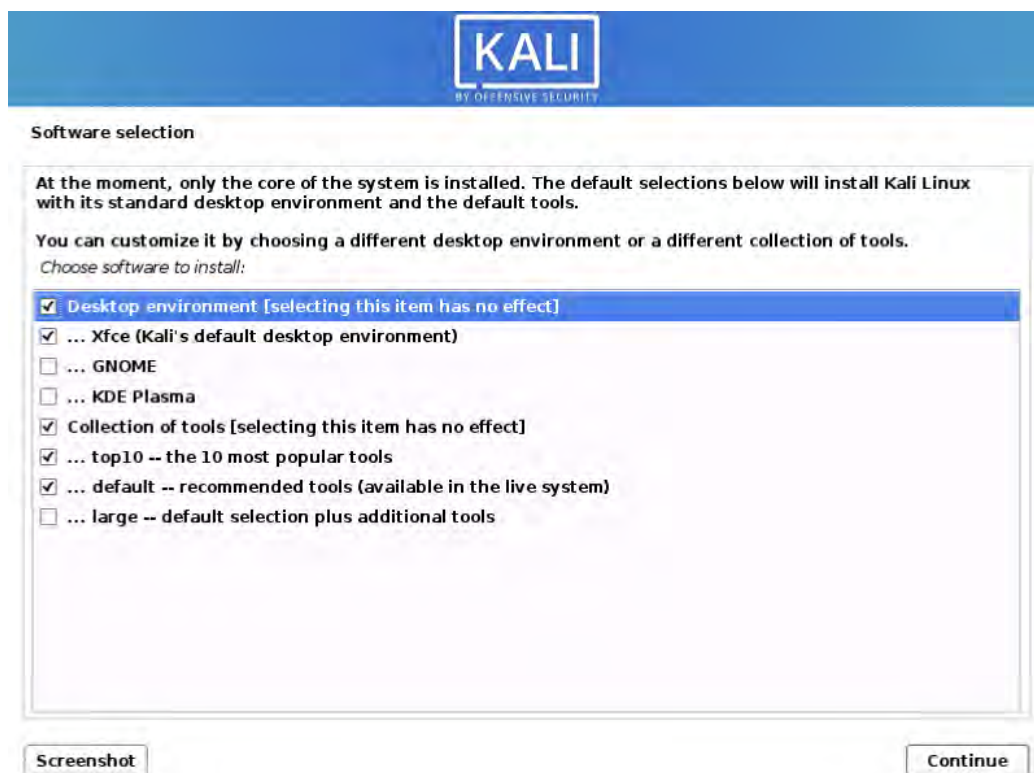 KALI
BY OFFENSIVE SECURITY
Software selection
At the moment, only the core of the system is installed. The default selections below will install Kali Linux
with its standard desktop environment and the default tools.
You can customize it by choosing a different desktop environment or a different collection of tools.
Choose software to install:
Desktop environment [selecting this item has no effect]
... Xfce (Kali's default desktop environment)
... GNOME
... KDE Plasma
Collection of tools [selecting this item has no effect]
... top10 -- the 10 most popular tools
... default -- recommended tools (available in the live system)
... large -- default selection plus additional tools
Screenshot
Continue